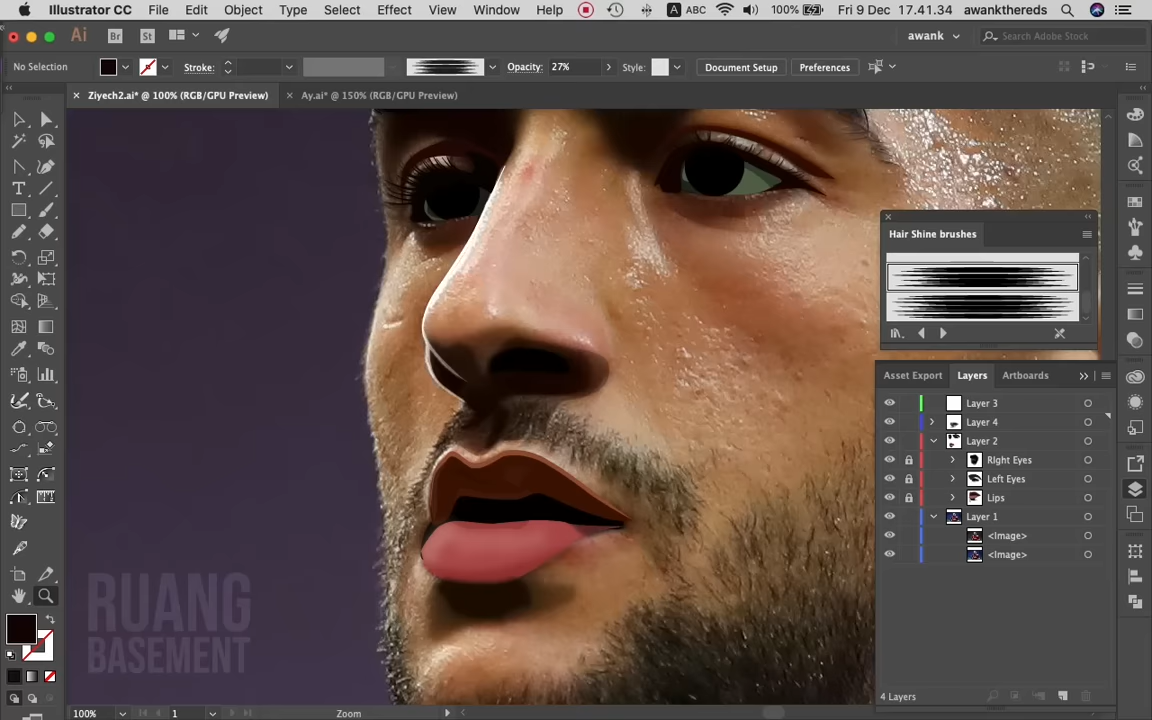 Illustrator CC File Edit Object Type Select Effect View Window Help A ABC 100% Fri 9 Dec 17.41.34 awankthereds
Ai Br St awank Search Adobe Stock
No Selection Stroke: Opacity: 27% Style: Document Setup Preferences
× Ziyech2.ai* @ 100% (RGB/GPU Preview) × Ay.ai* @ 150% (RGB/GPU Preview)
Hair Shine brushes
Asset Export Layers Artboards
Layer 3
Layer 4
Layer 2
RIght Eyes
Left Eyes
Lips
Layer 1
<Image>
<Image>
RUANG
BASEMENT
4 Layers
100% 1 Zoom